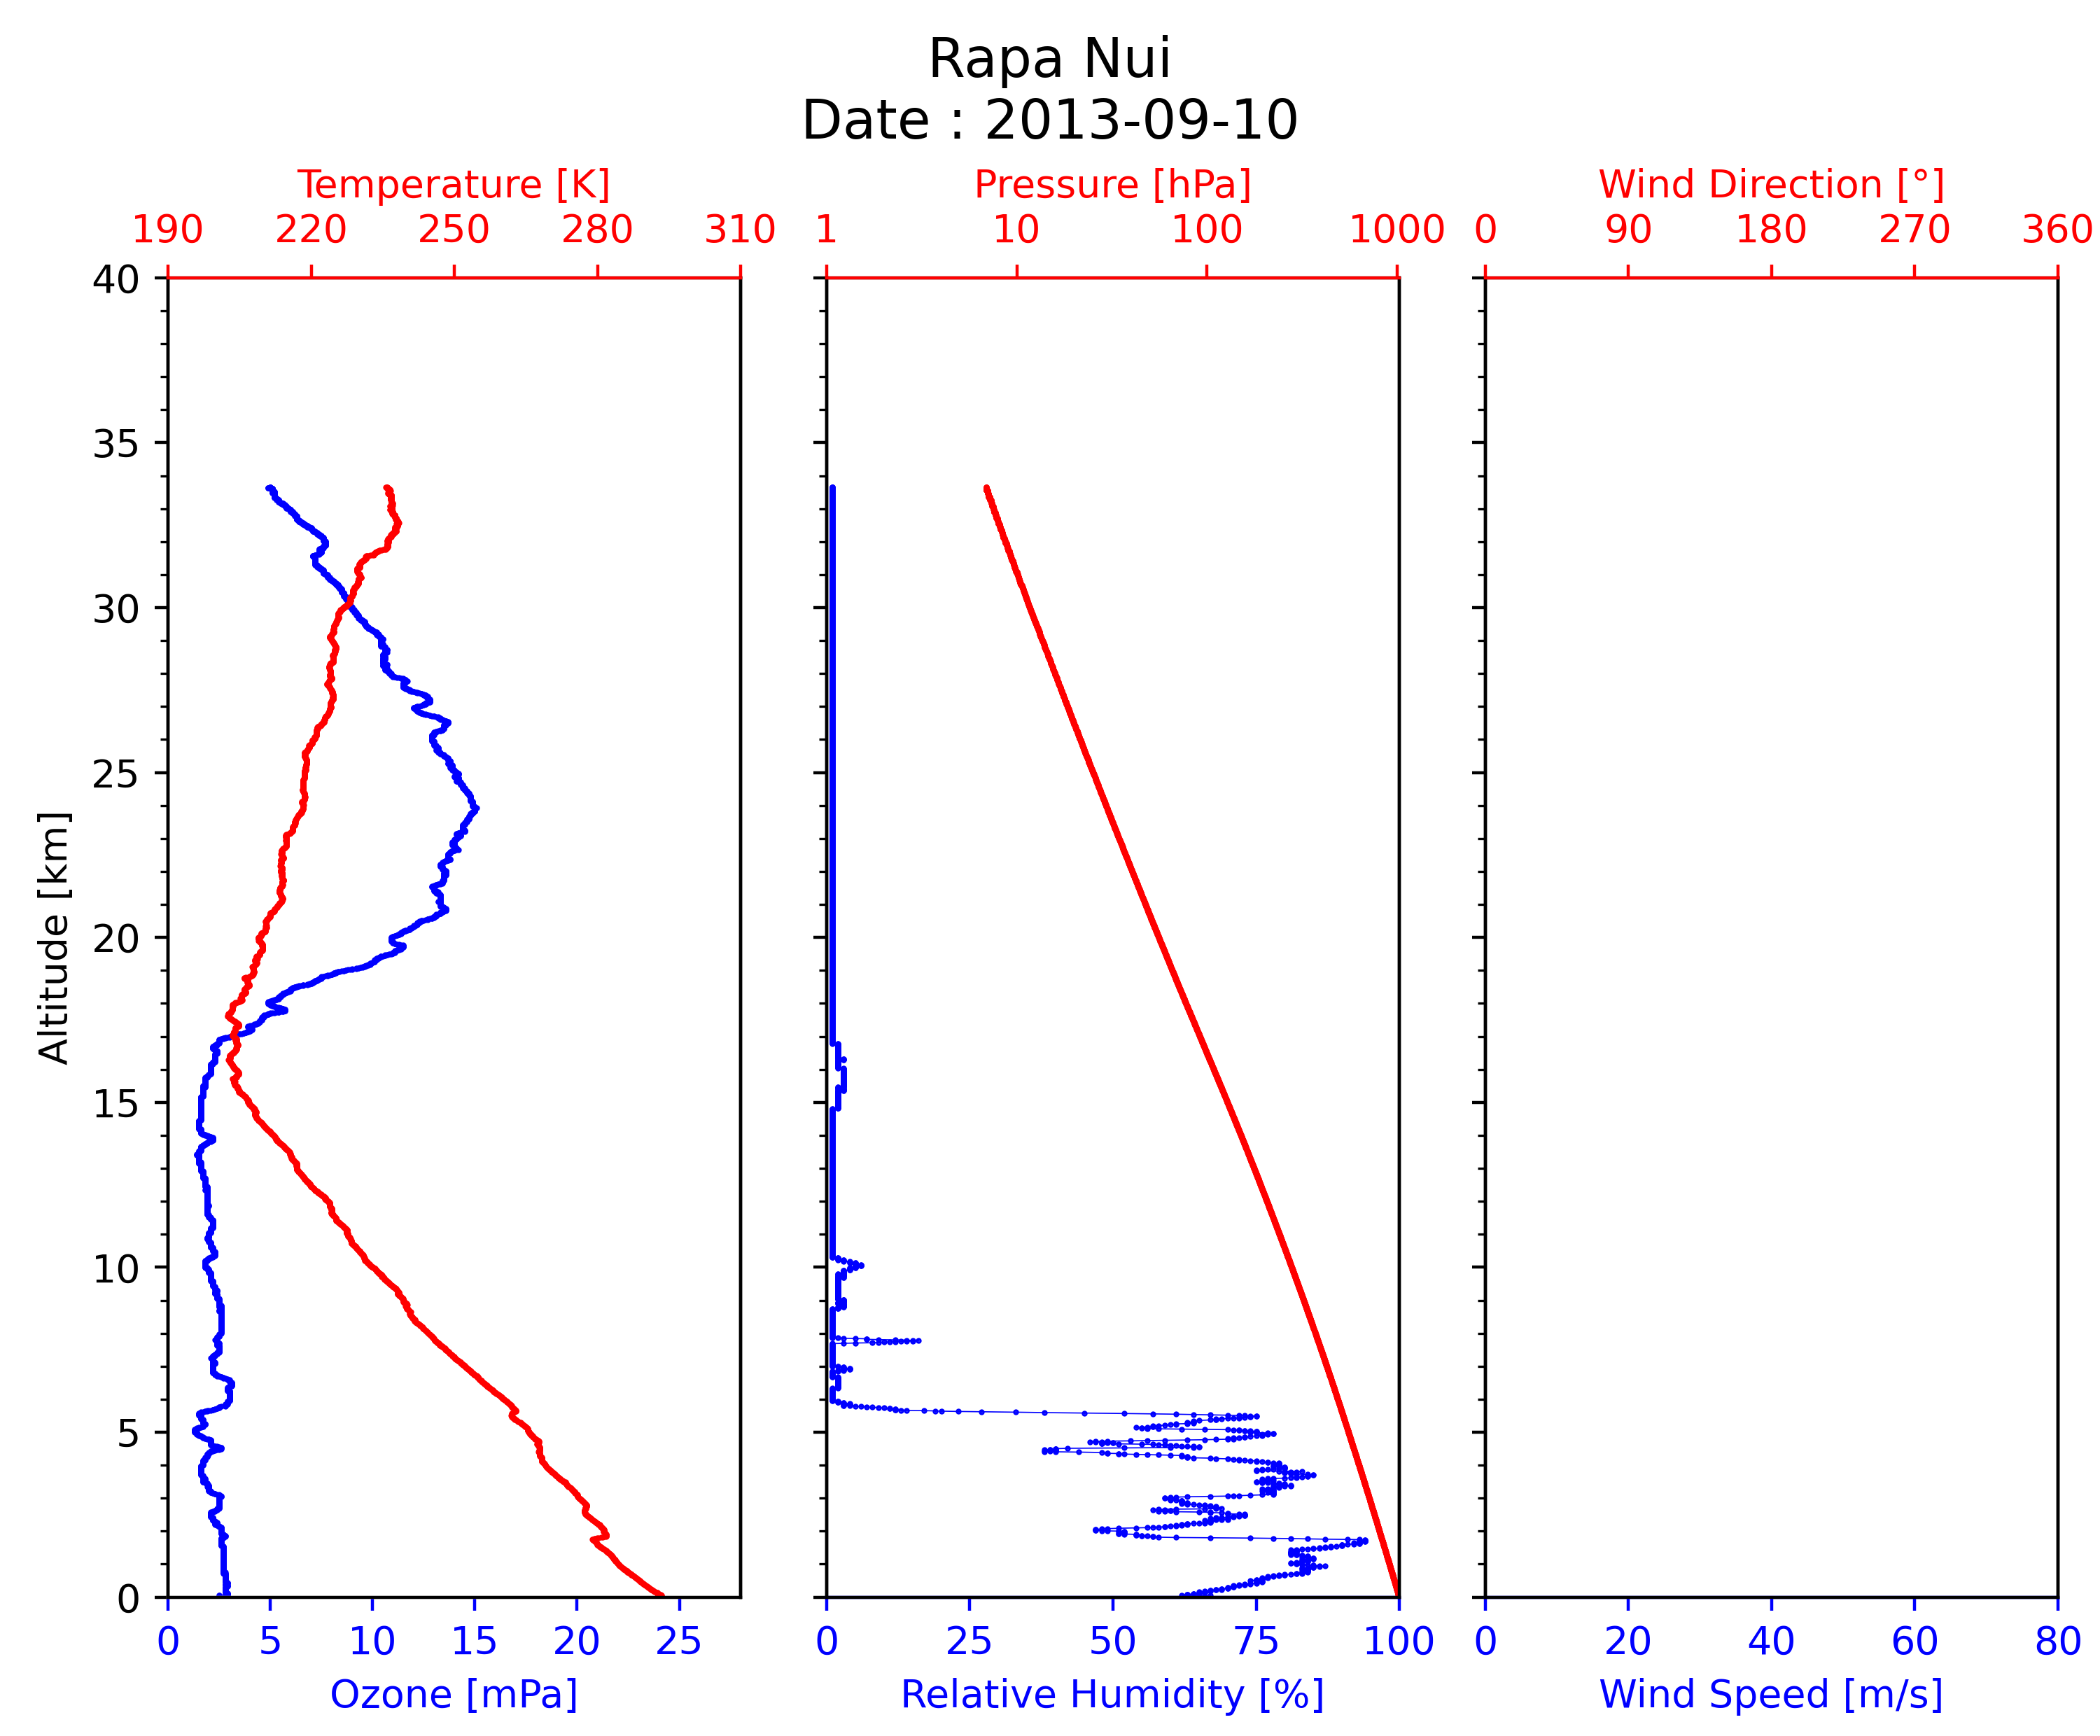 Rapa Nui
Date : 2013-09-10
Temperature [K]
190 220 250 280 310
Pressure [hPa]
1 10 100 1000
Wind Direction [°]
0 90 180 270 360
40
35
30
25
20
15
10
5
0
Altitude [km]
0 5 10 15 20 25
Ozone [mPa]
0 25 50 75 100
Relative Humidity [%]
0 20 40 60 80
Wind Speed [m/s]